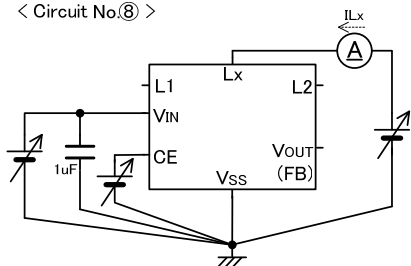 < Circuit No.⑧ >
ILx
A
L1
Lx
L2
VIN
CE
1uF
VSS
VOUT
(FB)